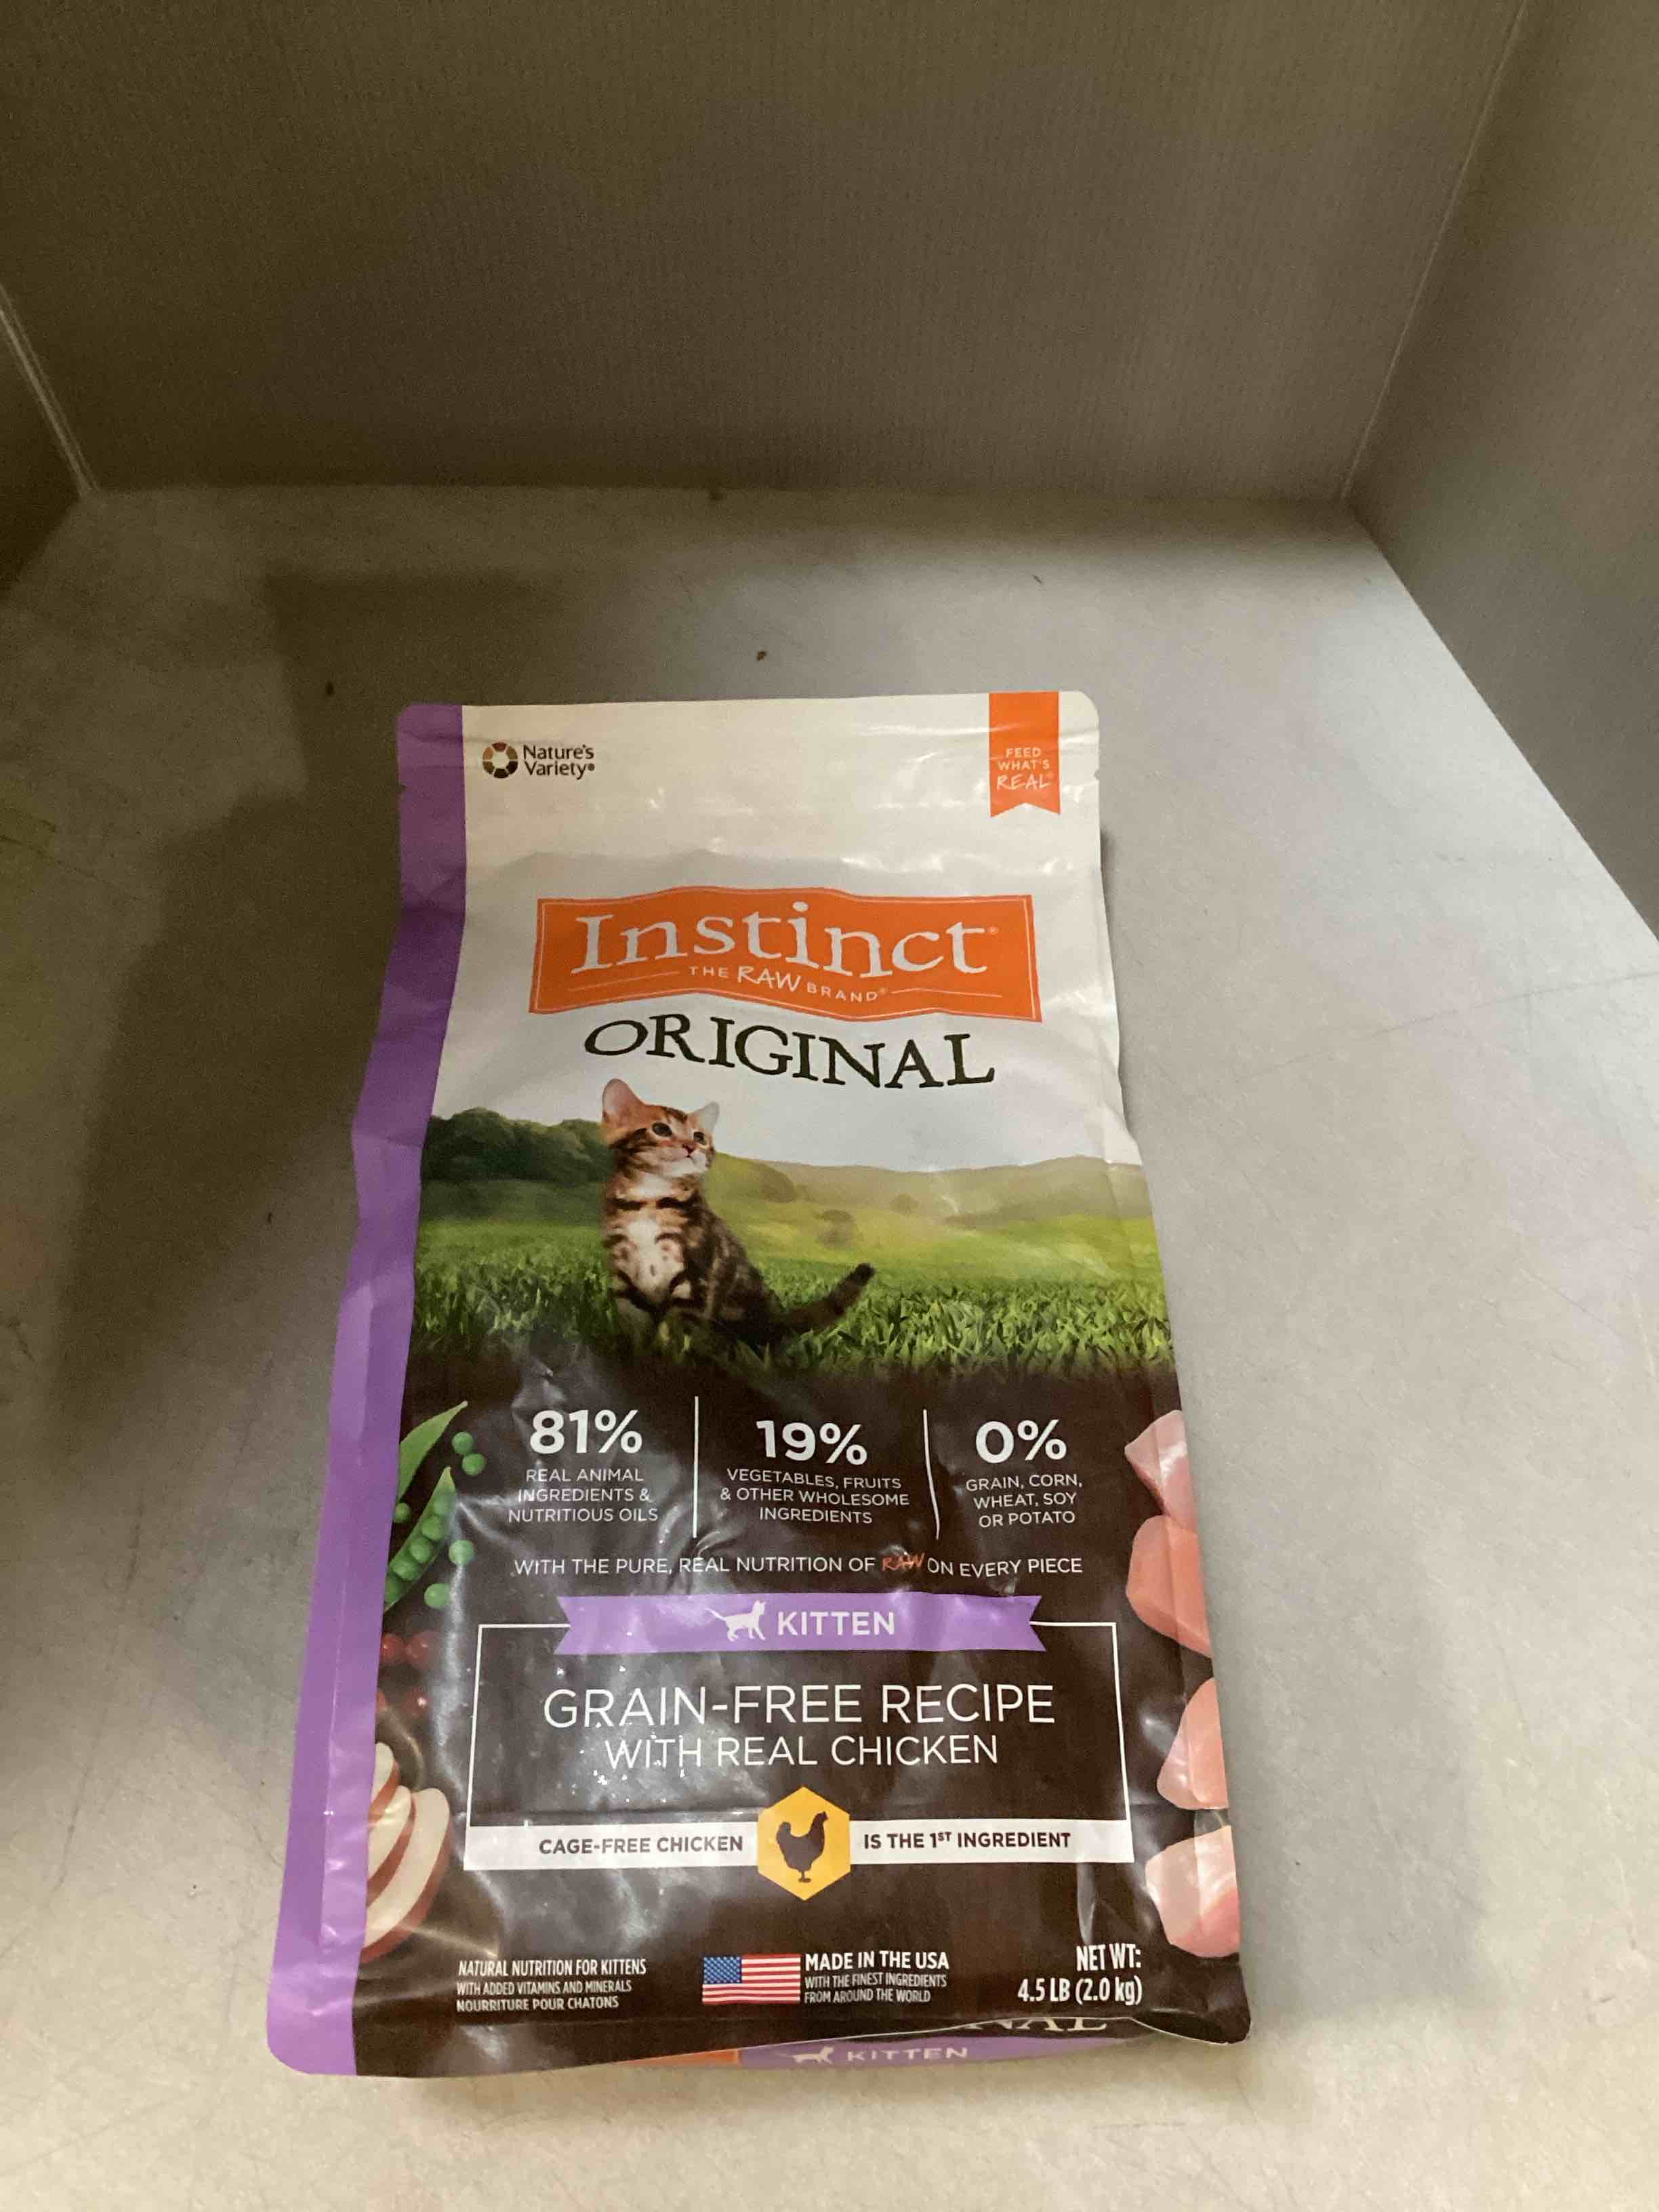 Nature's
Variety®
FEED
WHAT'S
REAL®
Instinct®
THE RAW BRAND®
ORIGINAL
81%
REAL ANIMAL
INGREDIENTS &
NUTRITIOUS OILS
19%
VEGETABLES, FRUITS
& OTHER WHOLESOME
INGREDIENTS
0%
GRAIN, CORN,
WHEAT, SOY
OR POTATO
WITH THE PURE, REAL NUTRITION OF RAW ON EVERY PIECE
KITTEN
GRAIN-FREE RECIPE
WITH REAL CHICKEN
CAGE-FREE CHICKEN IS THE 1ST INGREDIENT
NATURAL NUTRITION FOR KITTENS
WITH ADDED VITAMINS AND MINERALS
NOURRITURE POUR CHATONS
MADE IN THE USA
WITH THE FINEST INGREDIENTS
FROM AROUND THE WORLD
NET WT:
4.5 LB (2.0 kg)
KITTEN